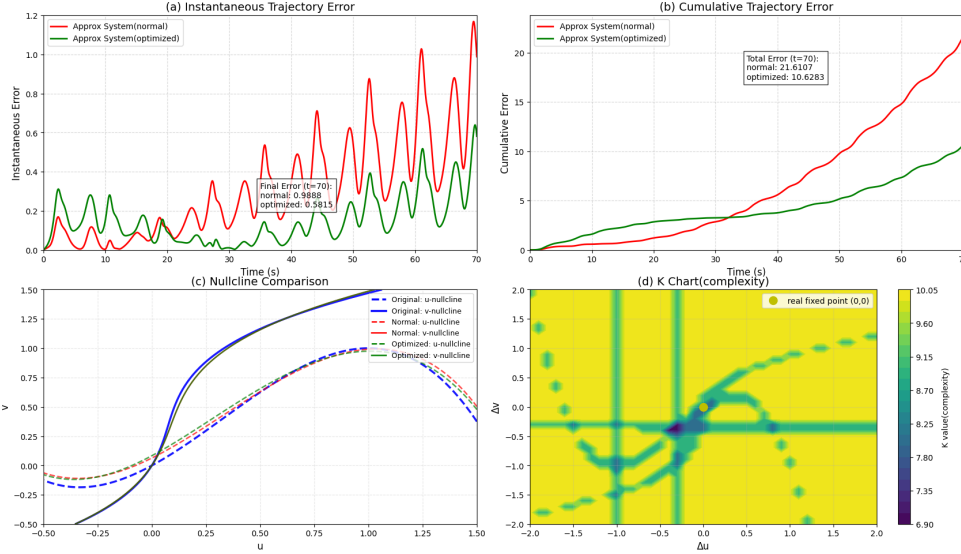 (a) Instantaneous Trajectory Error
Approx System(normal)
Approx System(optimized)
Instantaneous Error
1.2
1.0
0.8
0.6
0.4
0.2
0.0
Final Error (t=70):
normal: 0.9888
optimized: 0.5815
0 10 20 30 40 50 60 70
Time (s)
(b) Cumulative Trajectory Error
Approx System(normal)
Approx System(optimized)
Cumulative Error
20
15
10
5
0
Total Error (t=70):
normal: 21.6107
optimized: 10.6283
0 10 20 30 40 50 60 70
Time (s)
(c) Nullcline Comparison
Original: u-nullcline
Original: v-nullcline
Normal: u-nullcline
Normal: v-nullcline
Optimized: u-nullcline
Optimized: v-nullcline
v
1.50
1.25
1.00
0.75
0.50
0.25
0.00
−0.25
−0.50
−0.50 −0.25 0.00 0.25 0.50 0.75 1.00 1.25 1.50
u
(d) K Chart(complexity)
real fixed point (0,0)
Δv
2.0
1.5
1.0
0.5
0.0
−0.5
−1.0
−1.5
−2.0
−2.0 −1.5 −1.0 −0.5 0.0 0.5 1.0 1.5 2.0
Δu
10.05
9.60
9.15
8.70
8.25
7.80
7.35
6.90
K value(complexity)